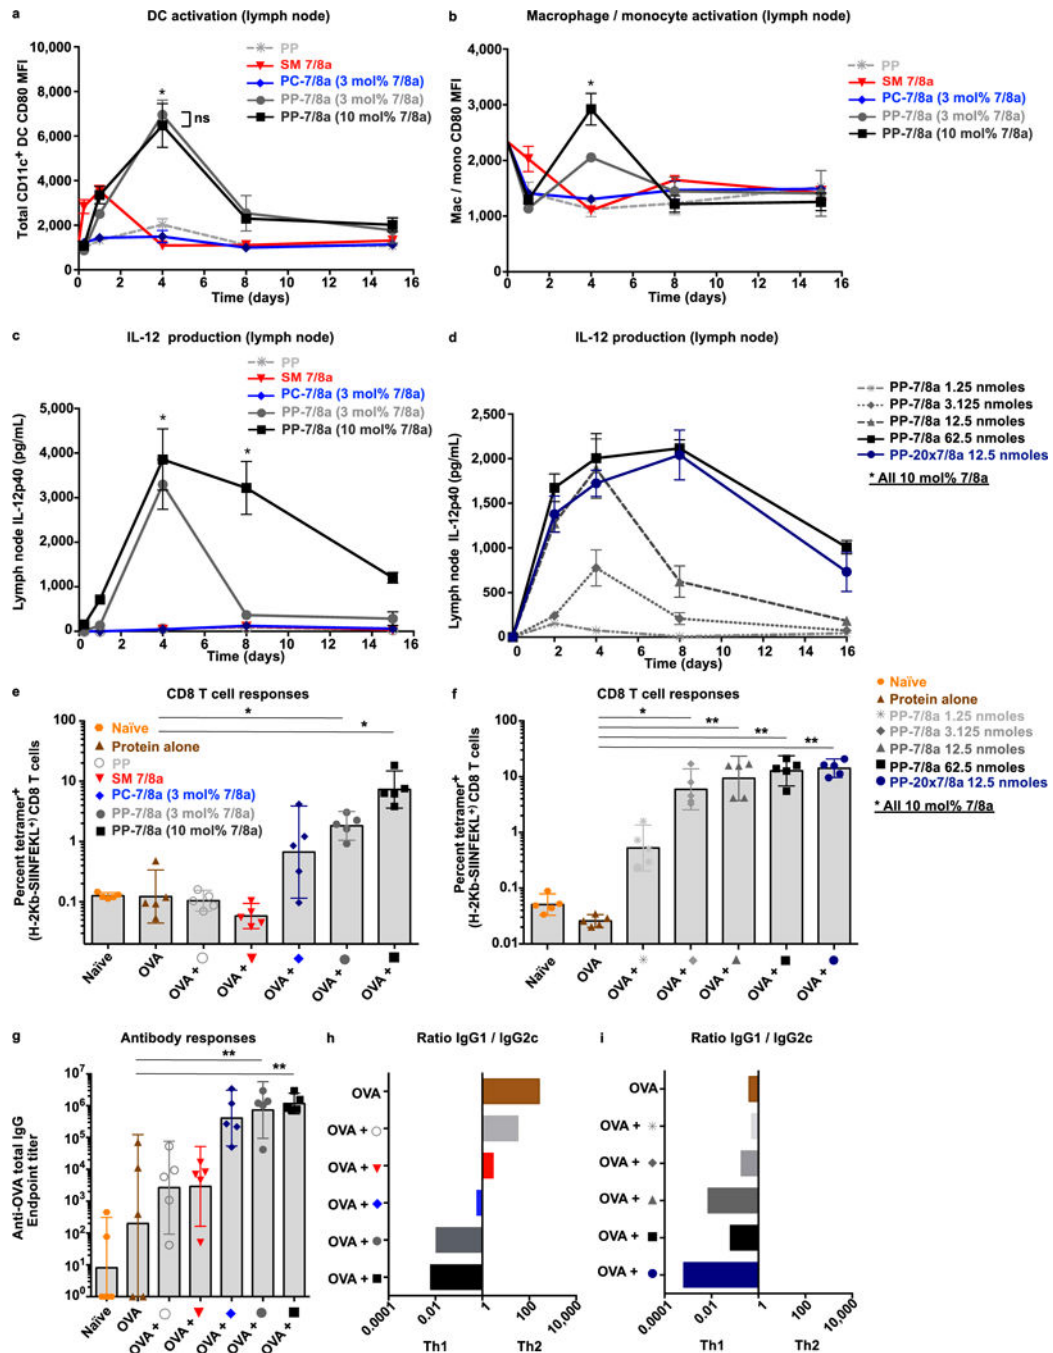 a DC activation (lymph node)
10,000
8,000
6,000
4,000
2,000
0
Total CD11c+ DC CD80 MFI
0 2 4 6 8 10 12 14 16
Time (days)
*
ns
PP
SM 7/8a
PC-7/8a (3 mol% 7/8a)
PP-7/8a (3 mol% 7/8a)
PP-7/8a (10 mol% 7/8a)
b Macrophage / monocyte activation (lymph node)
4,000
3,000
2,000
1,000
0
Mac / mono CD80 MFI
0 2 4 6 8 10 12 14 16
Time (days)
*
PP
SM 7/8a
PC-7/8a (3 mol% 7/8a)
PP-7/8a (3 mol% 7/8a)
PP-7/8a (10 mol% 7/8a)
c IL-12 production (lymph node)
PP
SM 7/8a
PC-7/8a (3 mol% 7/8a)
PP-7/8a (3 mol% 7/8a)
PP-7/8a (10 mol% 7/8a)
5,000
4,000
3,000
2,000
1,000
0
Lymph node IL-12p40 (pg/mL)
0 2 4 6 8 10 12 14 16
Time (days)
*
*
d IL-12 production (lymph node)
2,500
2,000
1,500
1,000
500
0
Lymph node IL-12p40 (pg/mL)
0 2 4 6 8 10 12 14 16
Time (days)
PP-7/8a 1.25 nmoles
PP-7/8a 3.125 nmoles
PP-7/8a 12.5 nmoles
PP-7/8a 62.5 nmoles
PP-20x7/8a 12.5 nmoles
* All 10 mol% 7/8a
e CD8 T cell responses
100
10
1
0.1
Percent tetramer+
(H-2Kb-SIINFEKL+) CD8 T cells
*
*
Naïve
Protein alone
PP
SM 7/8a
PC-7/8a (3 mol% 7/8a)
PP-7/8a (3 mol% 7/8a)
PP-7/8a (10 mol% 7/8a)
Naïve
OVA
OVA +
OVA +
OVA +
OVA +
OVA +
f CD8 T cell responses
100
10
1
0.1
0.01
Percent tetramer+
(H-2Kb-SIINFEKL+) CD8 T cells
*
**
**
**
Naïve
OVA
OVA +
OVA +
OVA +
OVA +
OVA +
Naïve
Protein alone
PP-7/8a 1.25 nmoles
PP-7/8a 3.125 nmoles
PP-7/8a 12.5 nmoles
PP-7/8a 62.5 nmoles
PP-20x7/8a 12.5 nmoles
* All 10 mol% 7/8a
g Antibody responses
10⁷
10⁶
10⁵
10⁴
10³
10²
10¹
10⁰
Anti-OVA total IgG
Endpoint titer
**
**
Naïve
OVA
OVA +
OVA +
OVA +
OVA +
OVA +
h Ratio IgG1 / IgG2c
OVA
OVA +
OVA +
OVA +
OVA +
OVA +
0.0001 0.01 1 100 10,000
Th1 Th2
i Ratio IgG1 / IgG2c
OVA
OVA +
OVA +
OVA +
OVA +
OVA +
0.0001 0.01 1 100 10,000
Th1 Th2